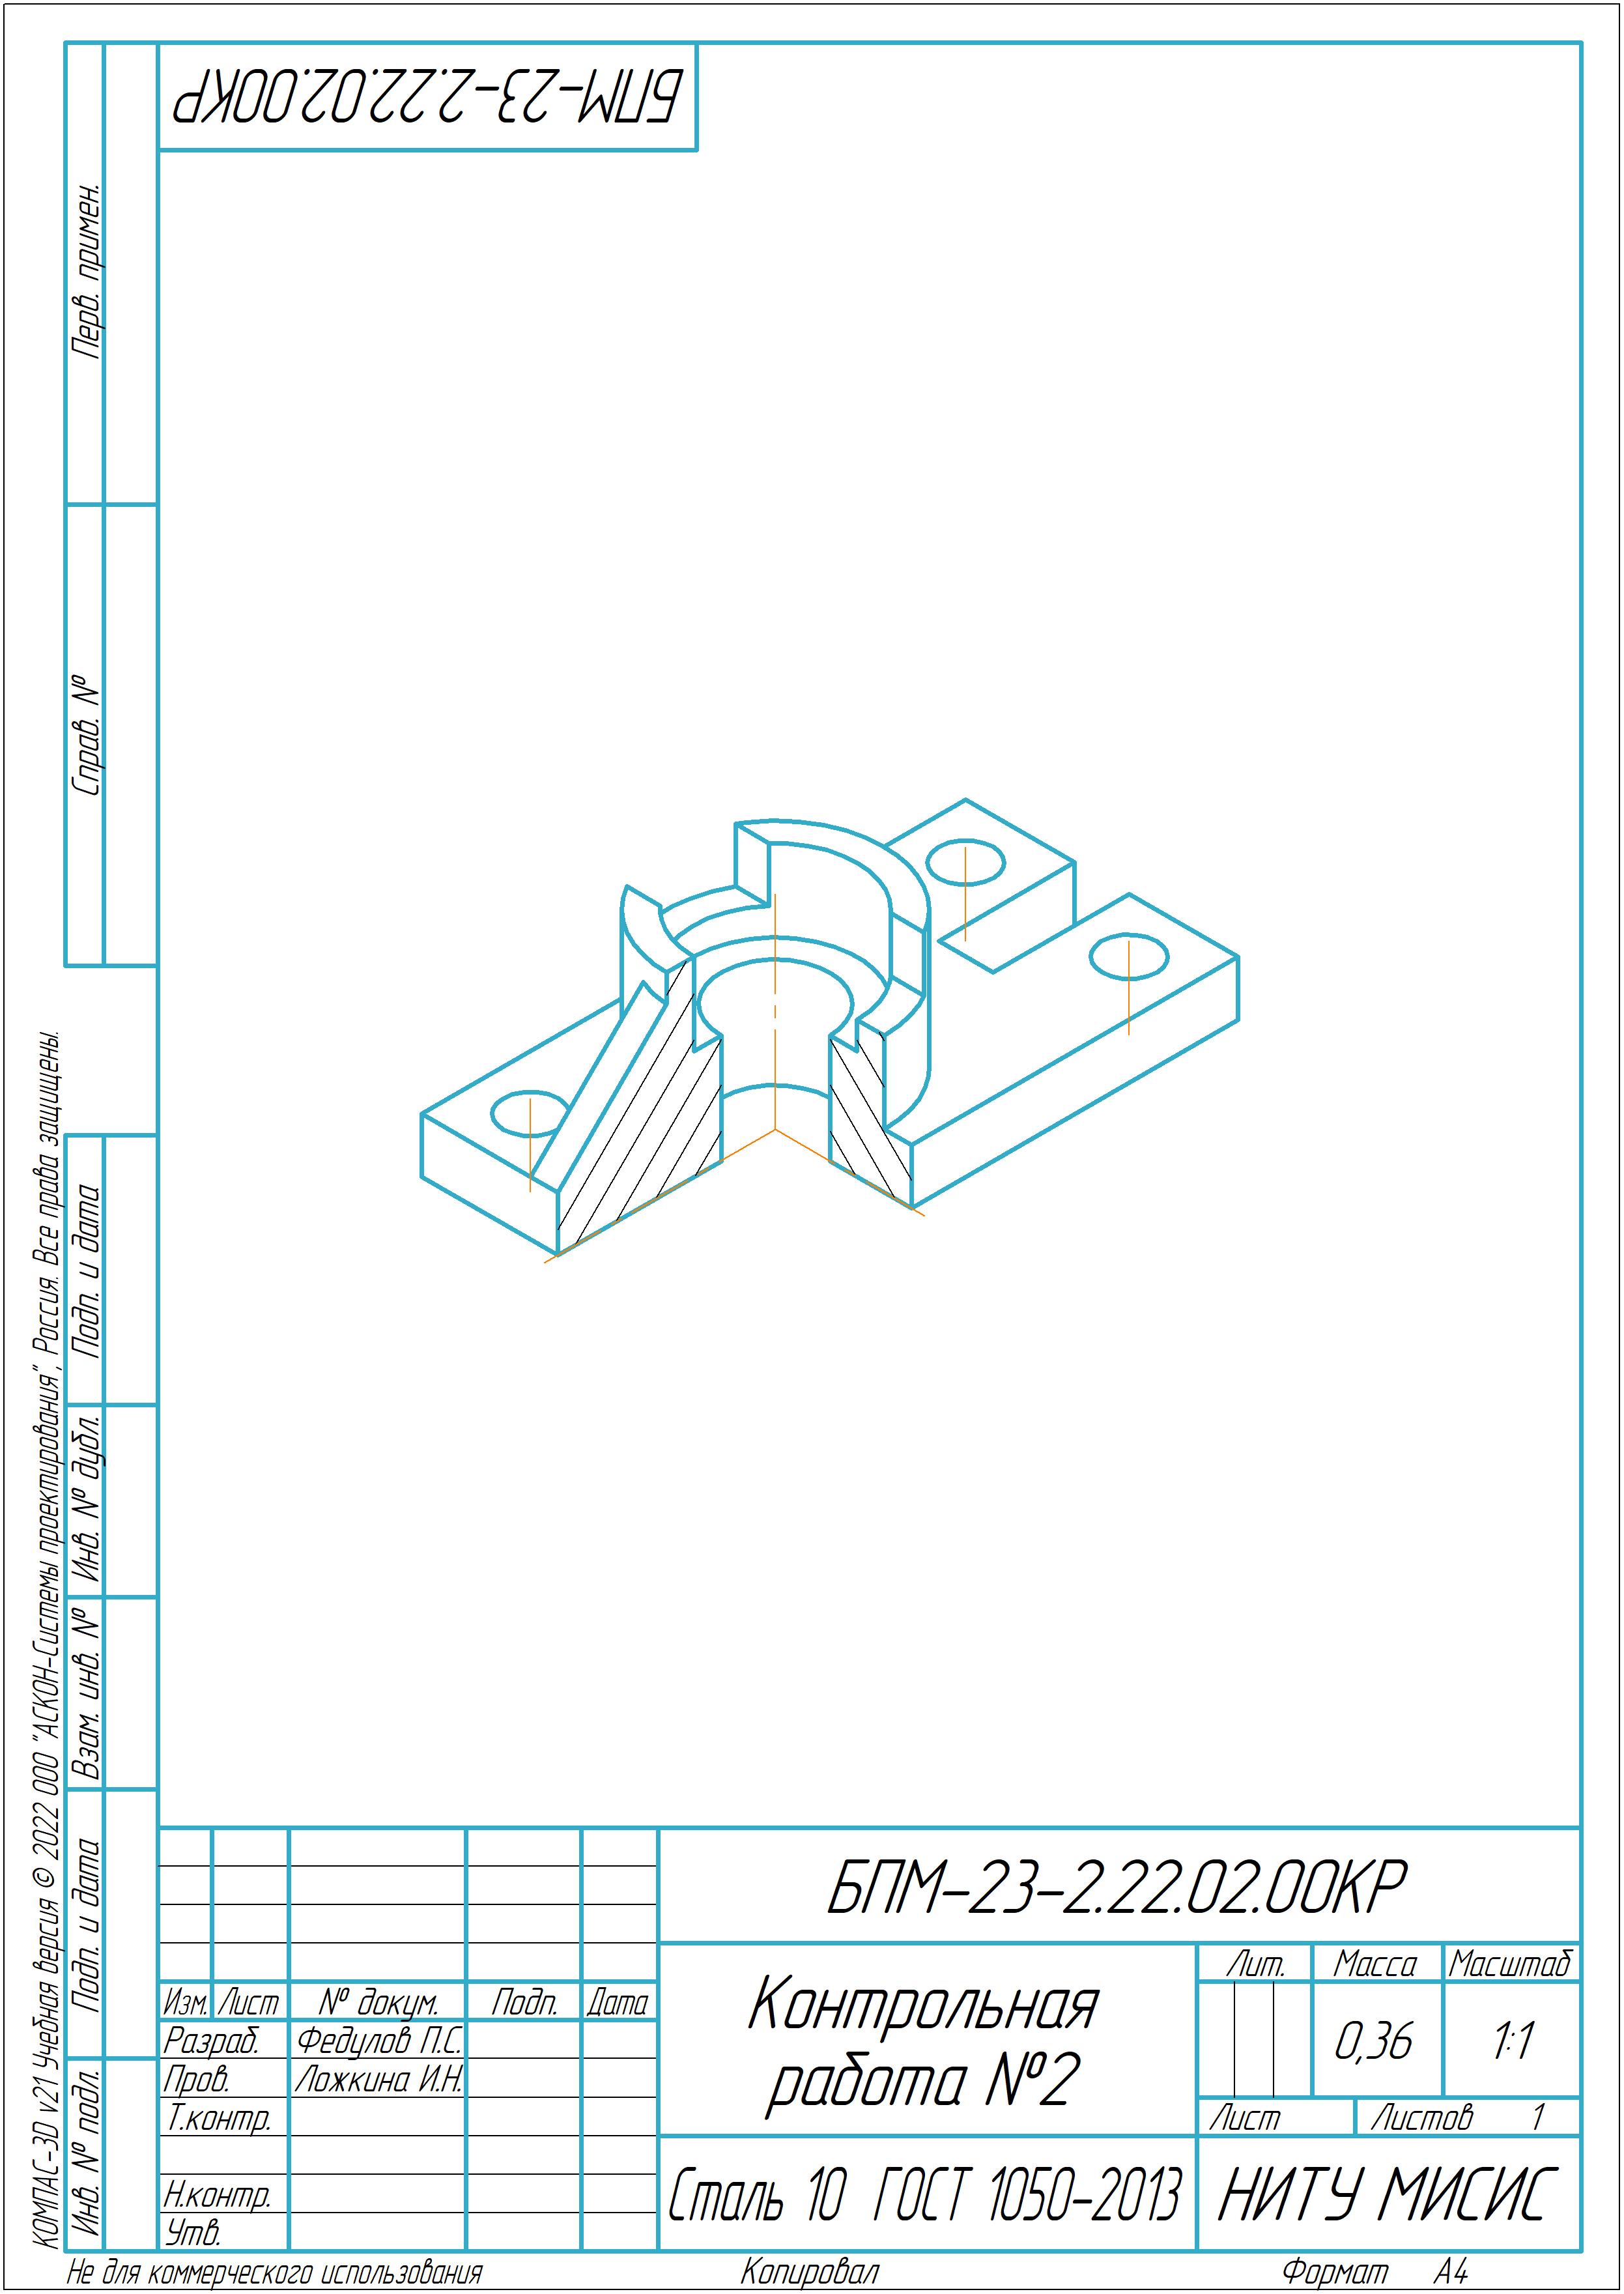 БПМ-23-2.22.02.00КР
Перв. примен.
Справ. №
Подп. и дата
Инв. № дубл.
Взам. инв. №
Подп. и дата
Инв. № подл.
КОМПАС-3D v21 Учебная версия © 2022 ООО "АСКОН-Системы проектирования", Россия. Все права защищены.
БПМ-23-2.22.02.00КР
Изм. Лист № докум. Подп. Дата
Разраб. Федулов П.С.
Пров. Ложкина И.Н.
Т.контр.
Н.контр.
Утв.
Контрольная
работа №2
Лит. Масса Масштаб
0,36 1:1
Лист Листов 1
Сталь 10 ГОСТ 1050-2013
НИТУ МИСИС
Не для коммерческого использования Копировал Формат А4